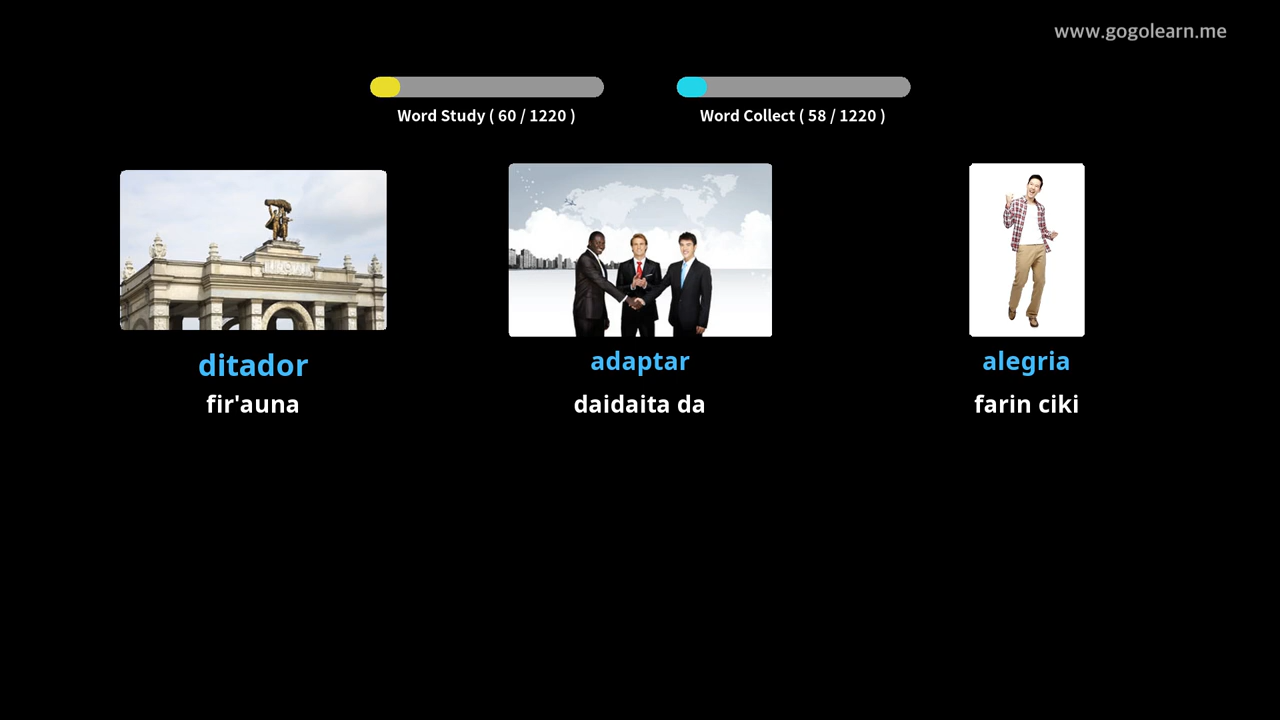 www.gogolearn.me
Word Study ( 60 / 1220 )
Word Collect ( 58 / 1220 )
ditador
fir'auna
adaptar
daidaita da
alegria
farin ciki